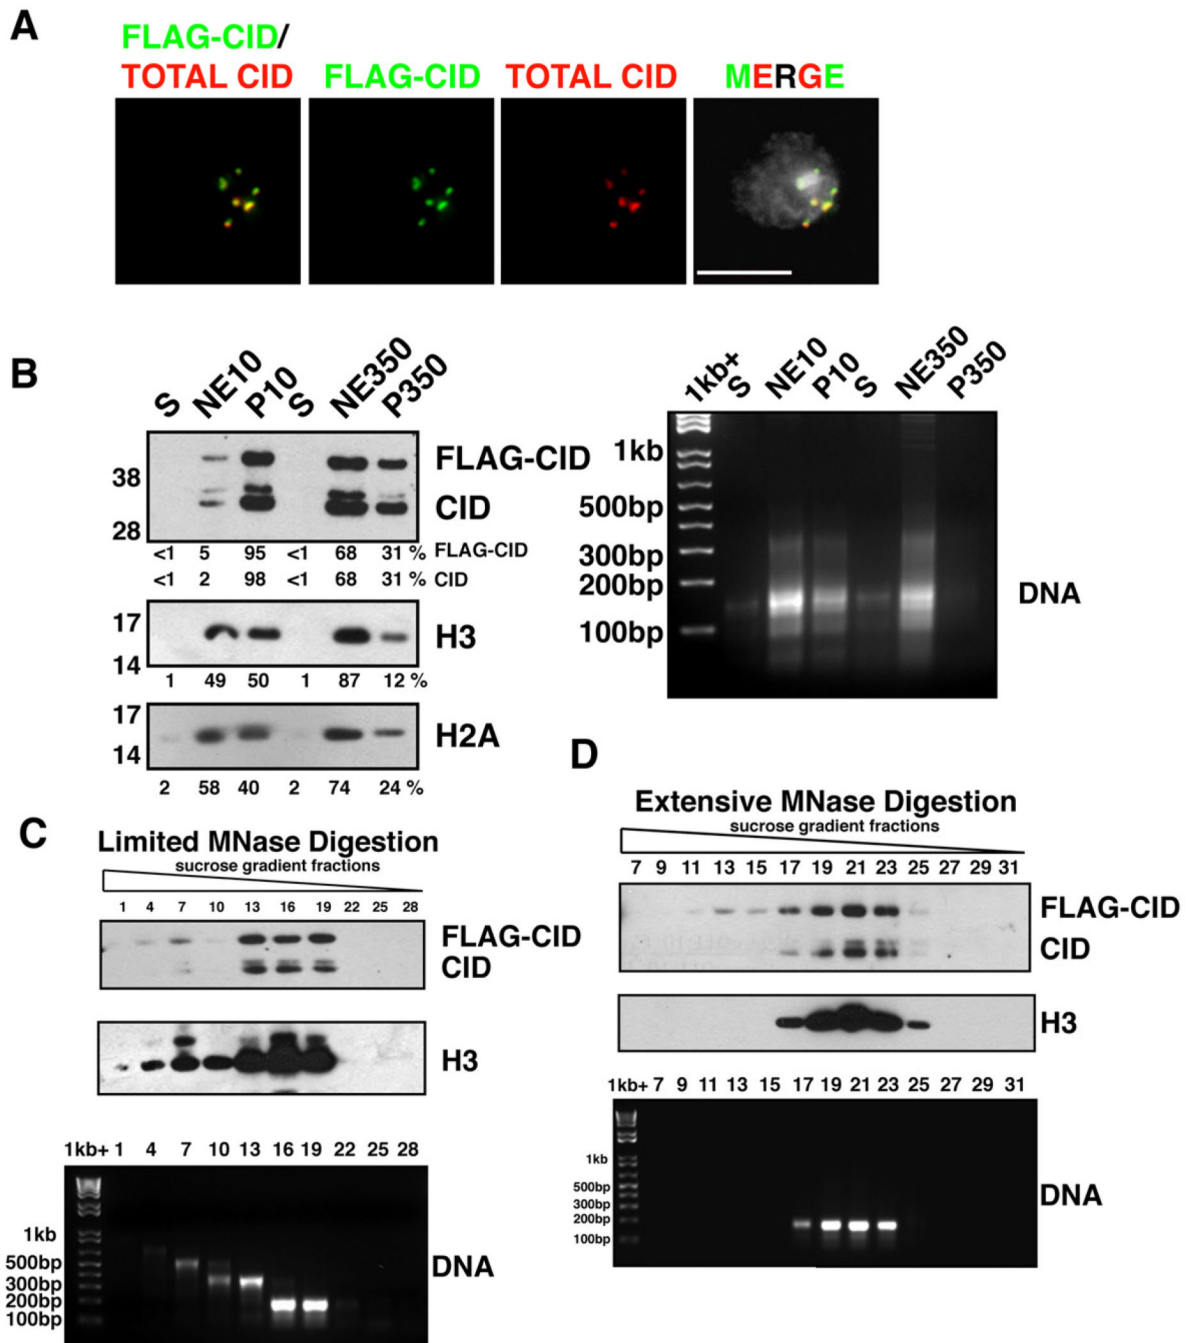 A
FLAG-CID/
TOTAL CID FLAG-CID TOTAL CID MERGE
B
S NE10 P10 S NE350 P350
38
28
FLAG-CID
CID
<1 5 95 <1 68 31 % FLAG-CID
<1 2 98 <1 68 31 % CID
17
14
H3
1 49 50 1 87 12 %
17
14
H2A
2 58 40 2 74 24 %
1kb+ S NE10 P10 S NE350 P350
1kb
500bp
300bp
200bp
100bp
DNA
C
Limited MNase Digestion
sucrose gradient fractions
1 4 7 10 13 16 19 22 25 28
FLAG-CID
CID
H3
1kb+ 1 4 7 10 13 16 19 22 25 28
1kb
500bp
300bp
200bp
100bp
DNA
D
Extensive MNase Digestion
sucrose gradient fractions
7 9 11 13 15 17 19 21 23 25 27 29 31
FLAG-CID
CID
H3
1kb+ 7 9 11 13 15 17 19 21 23 25 27 29 31
1kb
500bp
300bp
200bp
100bp
DNA